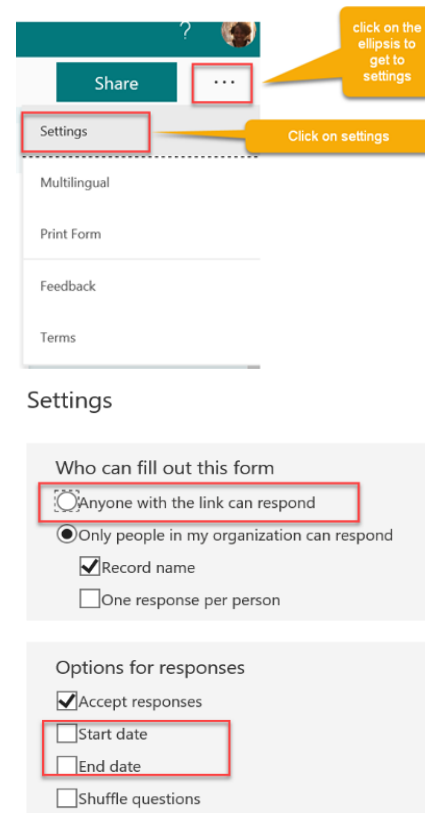 ?
click on the
ellipsis to
get to
settings
Share
...
Settings
Click on settings
Multilingual
Print Form
Feedback
Terms
Settings
Who can fill out this form
Anyone with the link can respond
Only people in my organization can respond
Record name
One response per person
Options for responses
Accept responses
Start date
End date
Shuffle questions